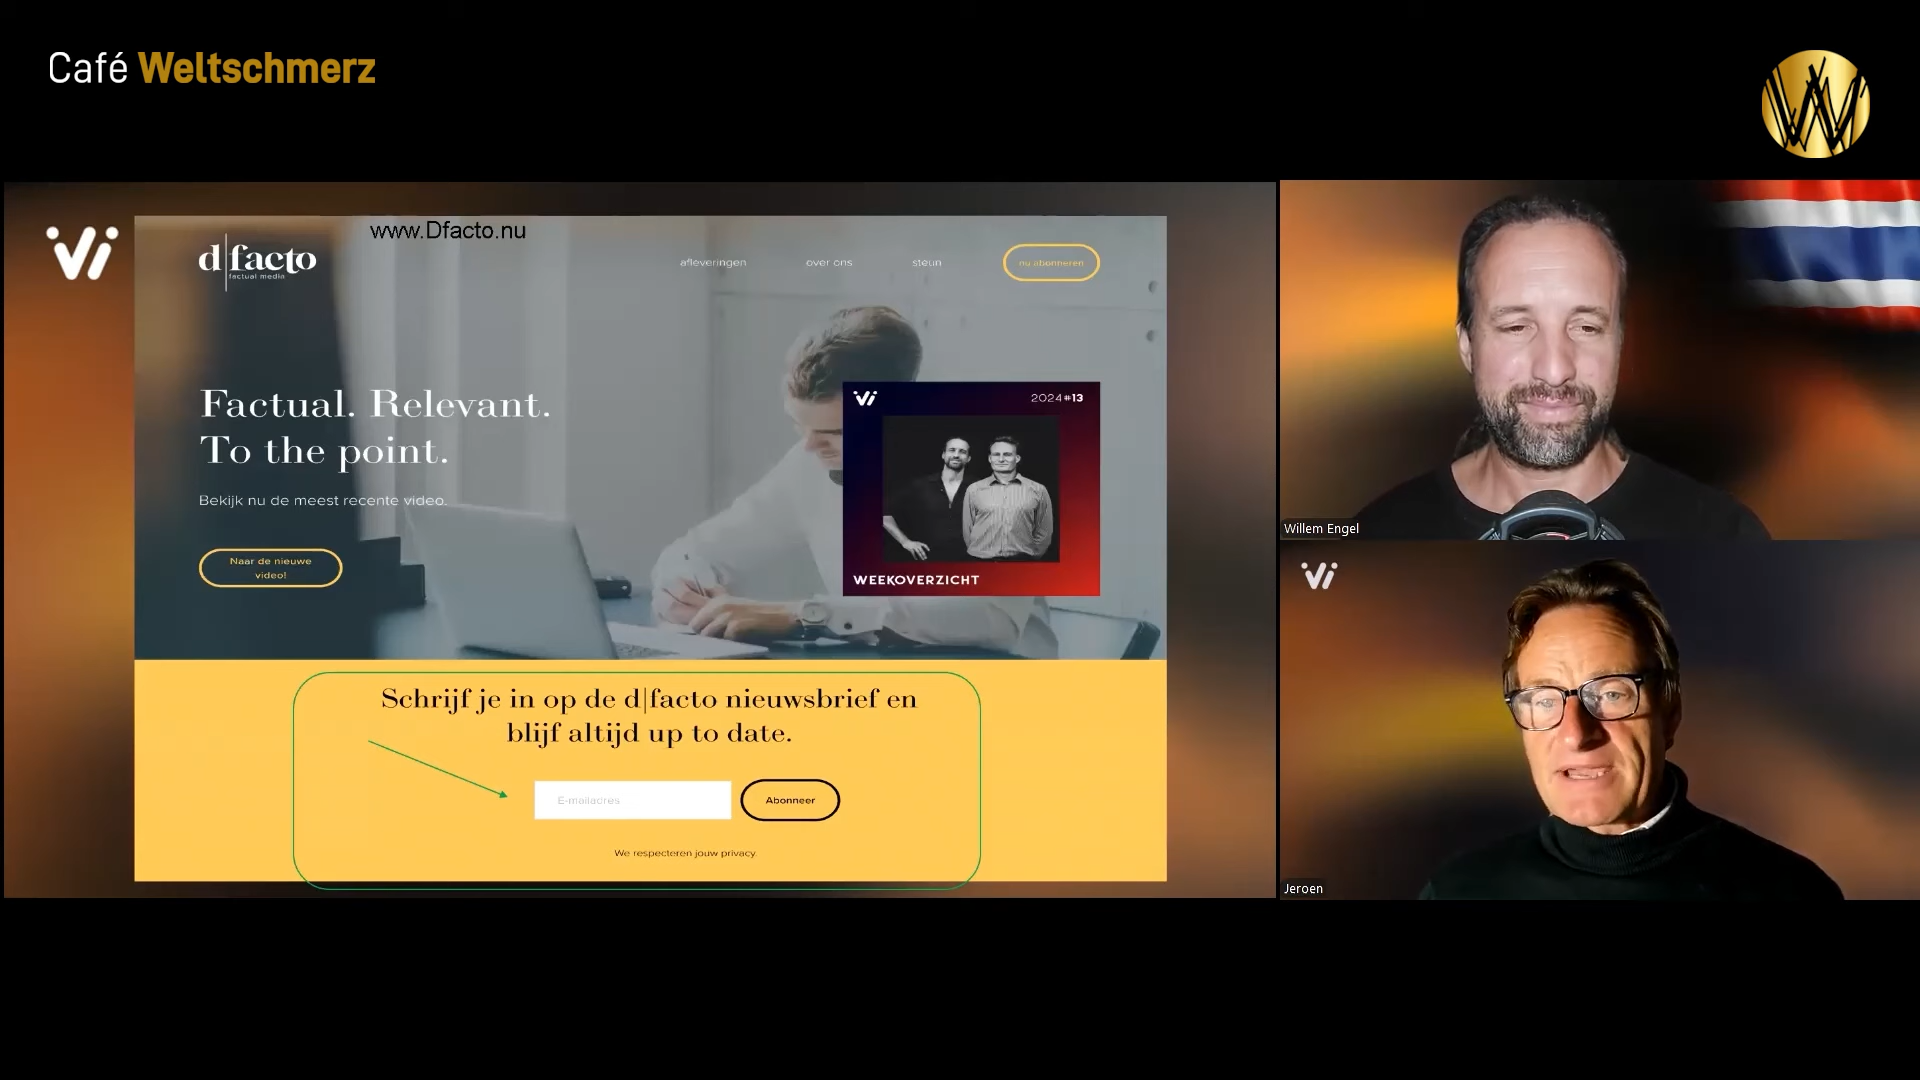 Café Weltschmerz
www.Dfacto.nu
d|facto
factual media
afleveringen
over ons
steun
nu abonneren
Factual. Relevant.
To the point.
Bekijk nu de meest recente video.
Naar de nieuwe
video!
2024#13
WEEKOVERZICHT
Schrijf je in op de d|facto nieuwsbrief en
blijf altijd up to date.
E-mailadres
Abonneer
We respecteren jouw privacy.
Willem Engel
Jeroen